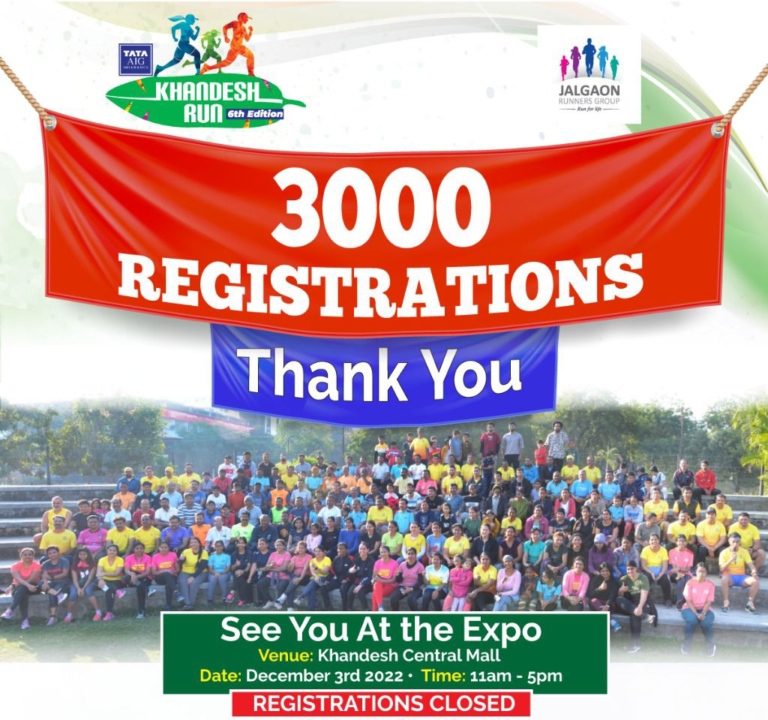 TATA
AIG
INSURANCE
KHANDESH
RUN 6th Edition
JALGAON
RUNNERS GROUP
Run for life
3000
REGISTRATIONS
Thank You
See You At the Expo
Venue: Khandesh Central Mall
Date: December 3rd 2022 • Time: 11am - 5pm
REGISTRATIONS CLOSED